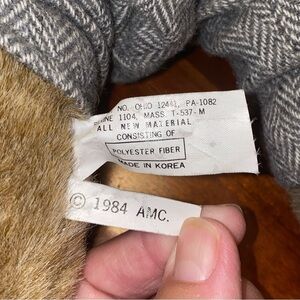 NO. OHIO 12441, PA-1082
1104, MASS. T-537-M
ALL NEW MATERIAL
CONSISTING OF
POLYESTER FIBER
MADE IN KOREA
© 1984 AMC.